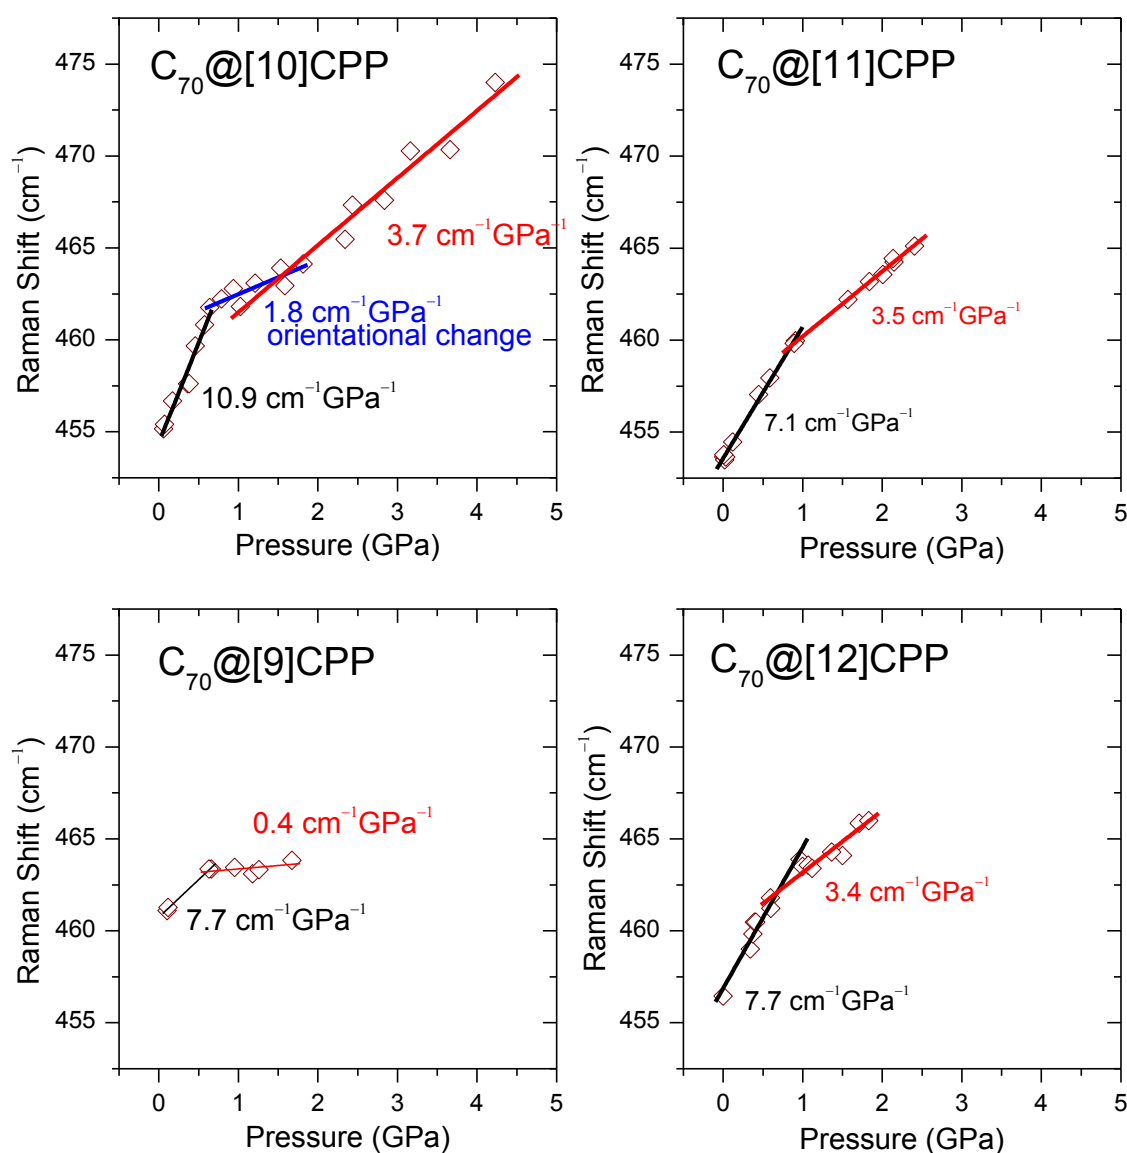 C₇₀@[10]CPP
475
470
465
460
455
Raman Shift (cm⁻¹)
3.7 cm⁻¹GPa⁻¹
1.8 cm⁻¹GPa⁻¹
orientational change
10.9 cm⁻¹GPa⁻¹
0 1 2 3 4 5
Pressure (GPa)
C₇₀@[11]CPP
475
470
465
460
455
Raman Shift (cm⁻¹)
3.5 cm⁻¹GPa⁻¹
7.1 cm⁻¹GPa⁻¹
0 1 2 3 4 5
Pressure (GPa)
C₇₀@[9]CPP
475
470
465
460
455
Raman Shift (cm⁻¹)
0.4 cm⁻¹GPa⁻¹
7.7 cm⁻¹GPa⁻¹
0 1 2 3 4 5
Pressure (GPa)
C₇₀@[12]CPP
475
470
465
460
455
Raman Shift (cm⁻¹)
3.4 cm⁻¹GPa⁻¹
7.7 cm⁻¹GPa⁻¹
0 1 2 3 4 5
Pressure (GPa)